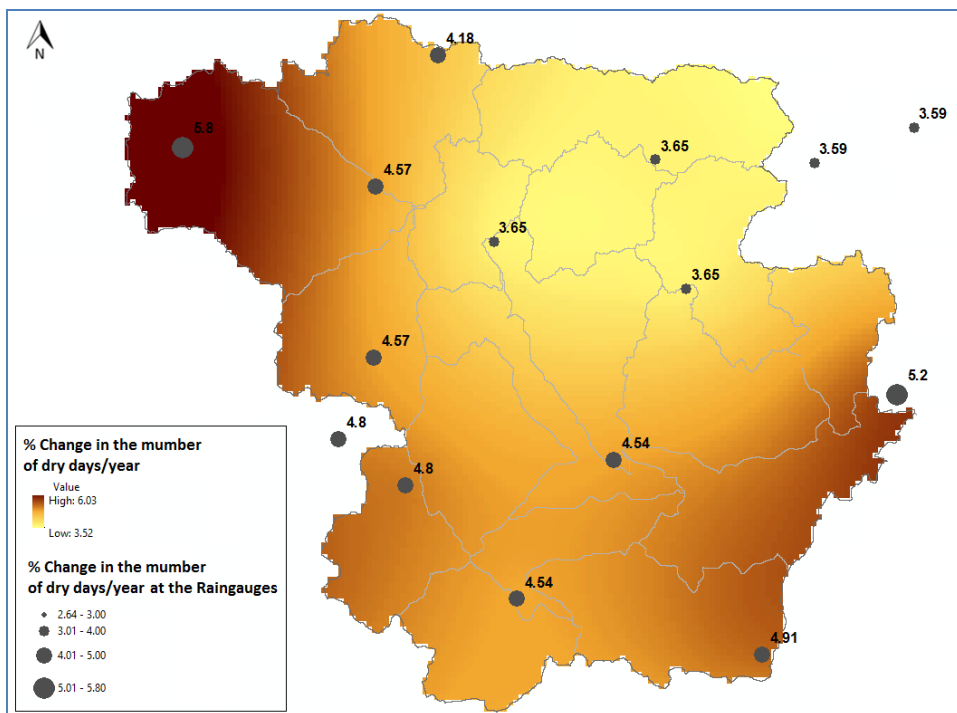 N
4.18
5.8
3.59
3.65
3.59
4.57
3.65
3.65
4.57
5.2
4.8
4.54
4.8
4.54
4.91
% Change in the mumber
of dry days/year
Value
High: 6.03
Low: 3.52
% Change in the number
of dry days/year at the Raingauges
2.64 - 3.00
3.01 - 4.00
4.01 - 5.00
5.01 - 5.80